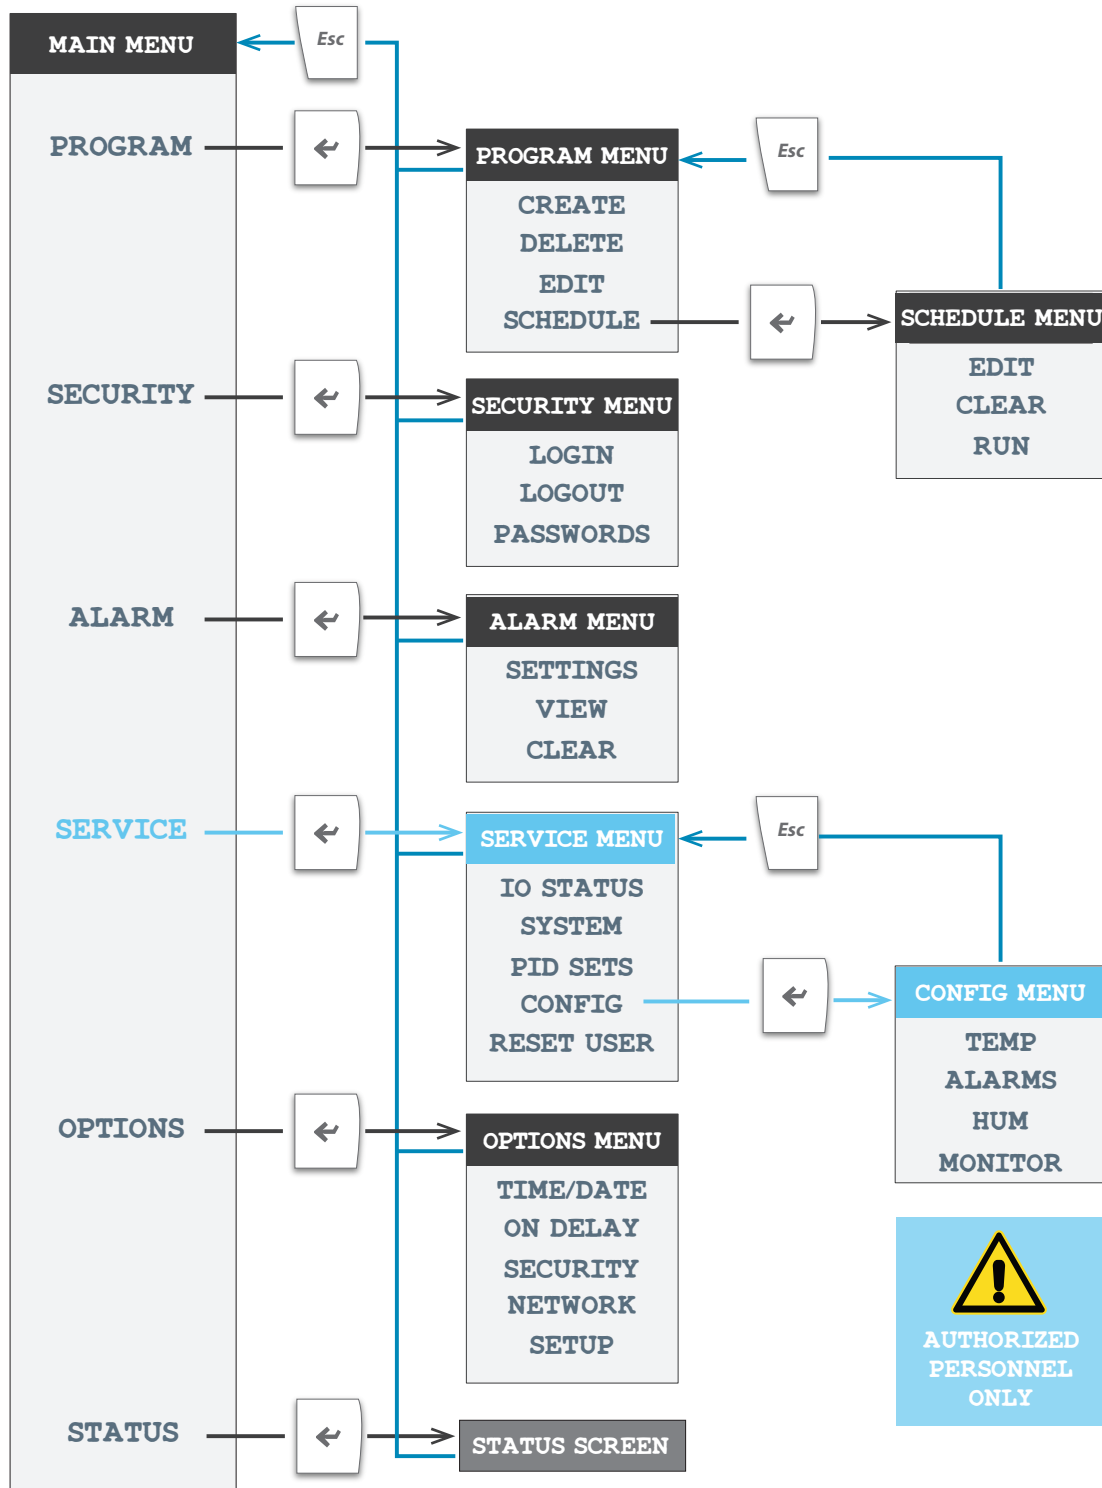 MAIN MENU
Esc
PROGRAM
PROGRAM MENU
CREATE
DELETE
EDIT
SCHEDULE
Esc
SCHEDULE MENU
EDIT
CLEAR
RUN
SECURITY
SECURITY MENU
LOGIN
LOGOUT
PASSWORDS
ALARM
ALARM MENU
SETTINGS
VIEW
CLEAR
SERVICE
SERVICE MENU
IO STATUS
SYSTEM
PID SETS
CONFIG
RESET USER
Esc
CONFIG MENU
TEMP
ALARMS
HUM
MONITOR
OPTIONS
OPTIONS MENU
TIME/DATE
ON DELAY
SECURITY
NETWORK
SETUP
AUTHORIZED
PERSONNEL
ONLY
STATUS
STATUS SCREEN